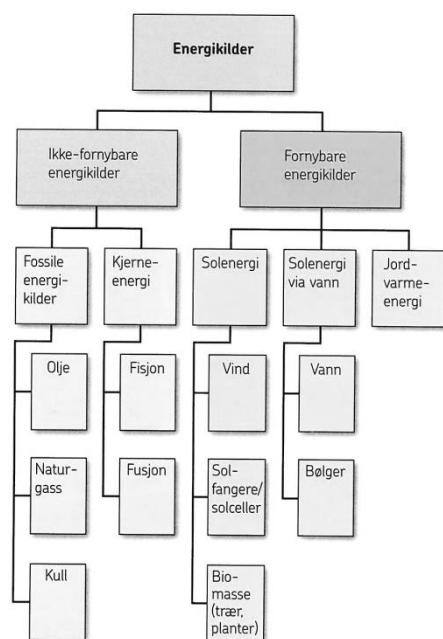 Energikilder
Ikke-fornybare
energikilder
Fornybare
energikilder
Fossile
energi-
kilder
Kjerne-
energi
Solenergi
Solenergi
via vann
Jord-
varme-
energi
Olje
Fisjon
Vind
Vann
Natur-
gass
Fusjon
Sol-
fangere/
solceller
Bølger
Kull
Bio-
masse
(trær,
planter)